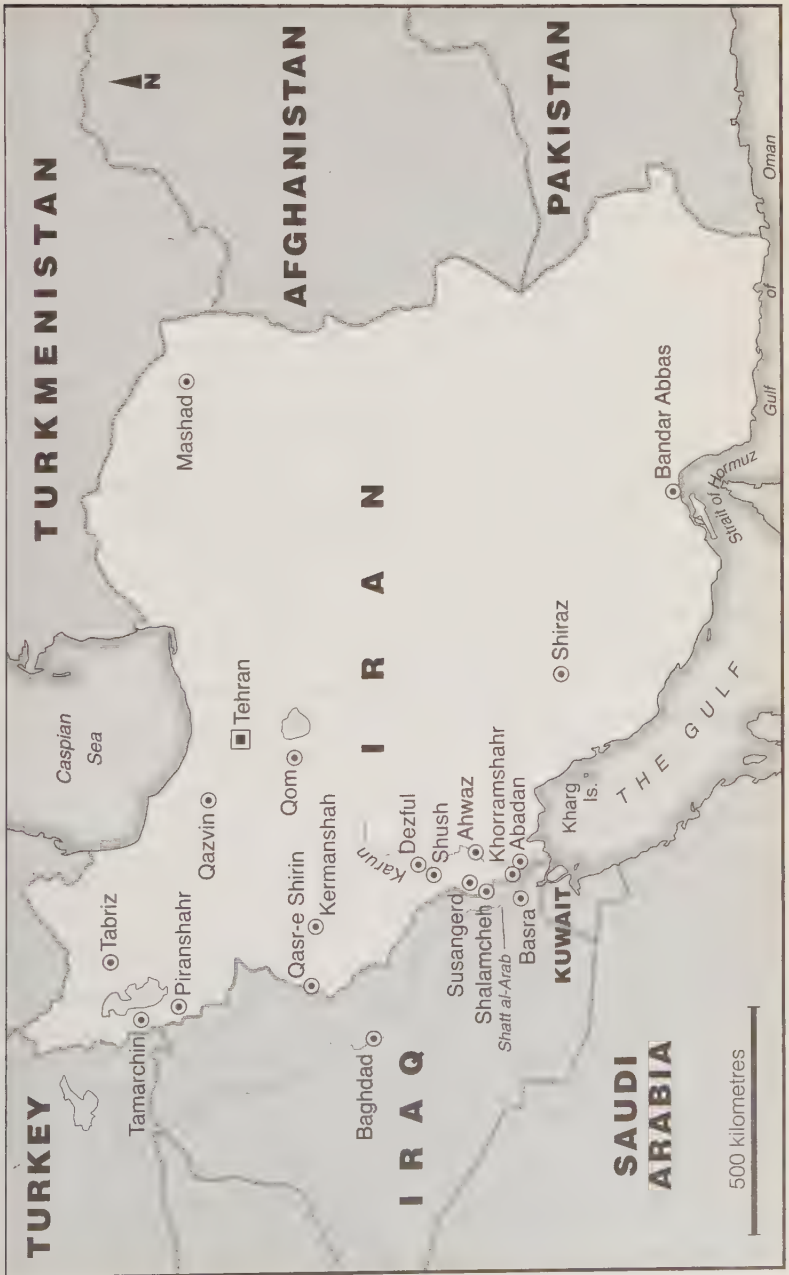 TURKEY
TURKMENISTAN
N
Caspian
Sea
Tabriz
Tamarchin
Piranshahr
Mashad
Qazvin
Tehran
AFGHANISTAN
Qom
Qasr-e Shirin
Kermanshah
IRAN
Karun
Baghdad
IRAQ
Dezful
Shush
Ahwaz
Susangerd
Khorramshahr
Shalamcheh
Abadan
Shatt al-Arab
Basra
PAKISTAN
KUWAIT
Shiraz
Kharg
Is.
THE GULF
Bandar Abbas
Strait of Hormuz
SAUDI
ARABIA
Gulf of Oman
500 kilometres